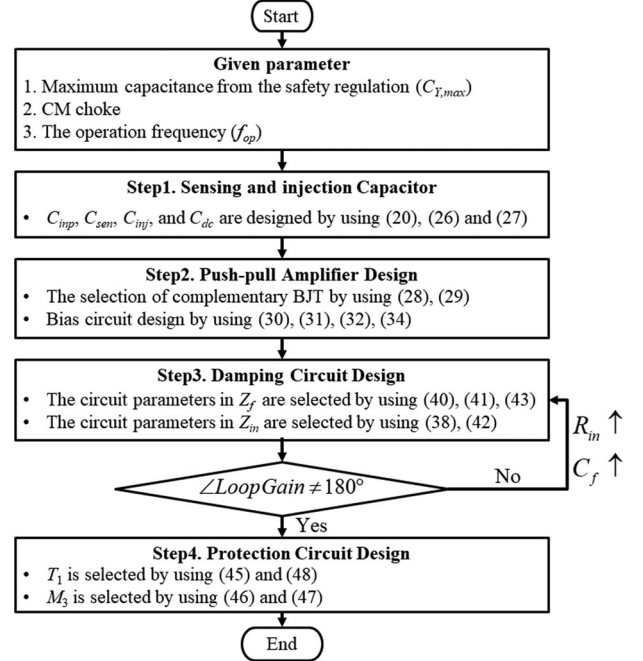 Start
Given parameter
1. Maximum capacitance from the safety regulation (C_Y,max)
2. CM choke
3. The operation frequency (f_op)
Step1. Sensing and injection Capacitor
• C_inp, C_sen, C_inj, and C_dc are designed by using (20), (26) and (27)
Step2. Push-pull Amplifier Design
• The selection of complementary BJT by using (28), (29)
• Bias circuit design by using (30), (31), (32), (34)
Step3. Damping Circuit Design
• The circuit parameters in Z_f are selected by using (40), (41), (43)
• The circuit parameters in Z_in are selected by using (38), (42)
R_in ↑
C_f ↑
∠LoopGain ≠ 180°
No
Yes
Step4. Protection Circuit Design
• T_1 is selected by using (45) and (48)
• M_3 is selected by using (46) and (47)
End